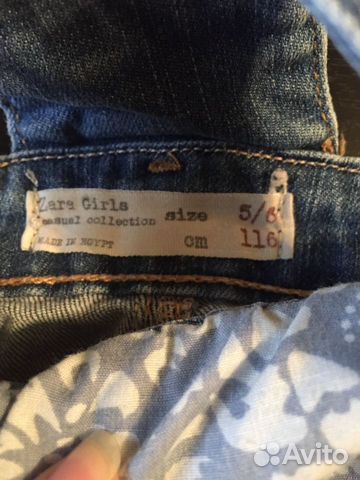 Zara Girls
casual collection
MADE IN EGYPT
size 5/6
cm 116
Avito